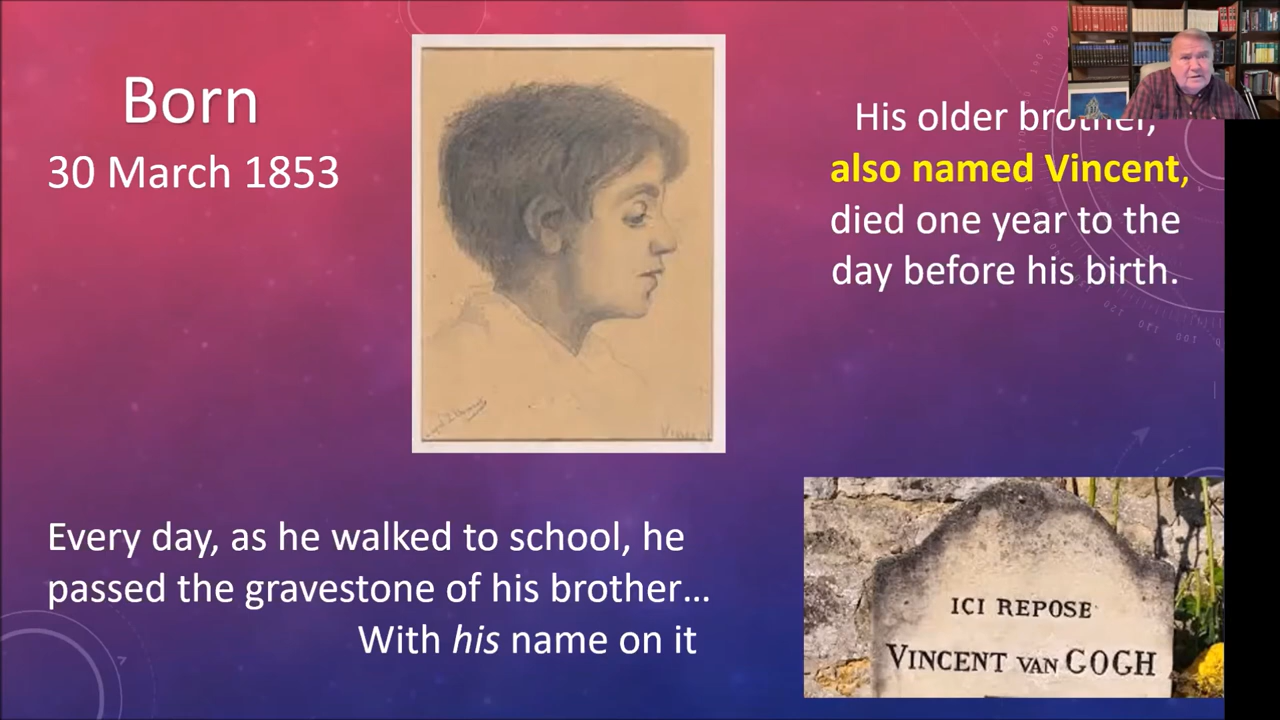 Born
30 March 1853
His older brother,
also named Vincent,
died one year to the
day before his birth.
Every day, as he walked to school, he
passed the gravestone of his brother…
With his name on it
ICI REPOSE
VINCENT VAN GOGH